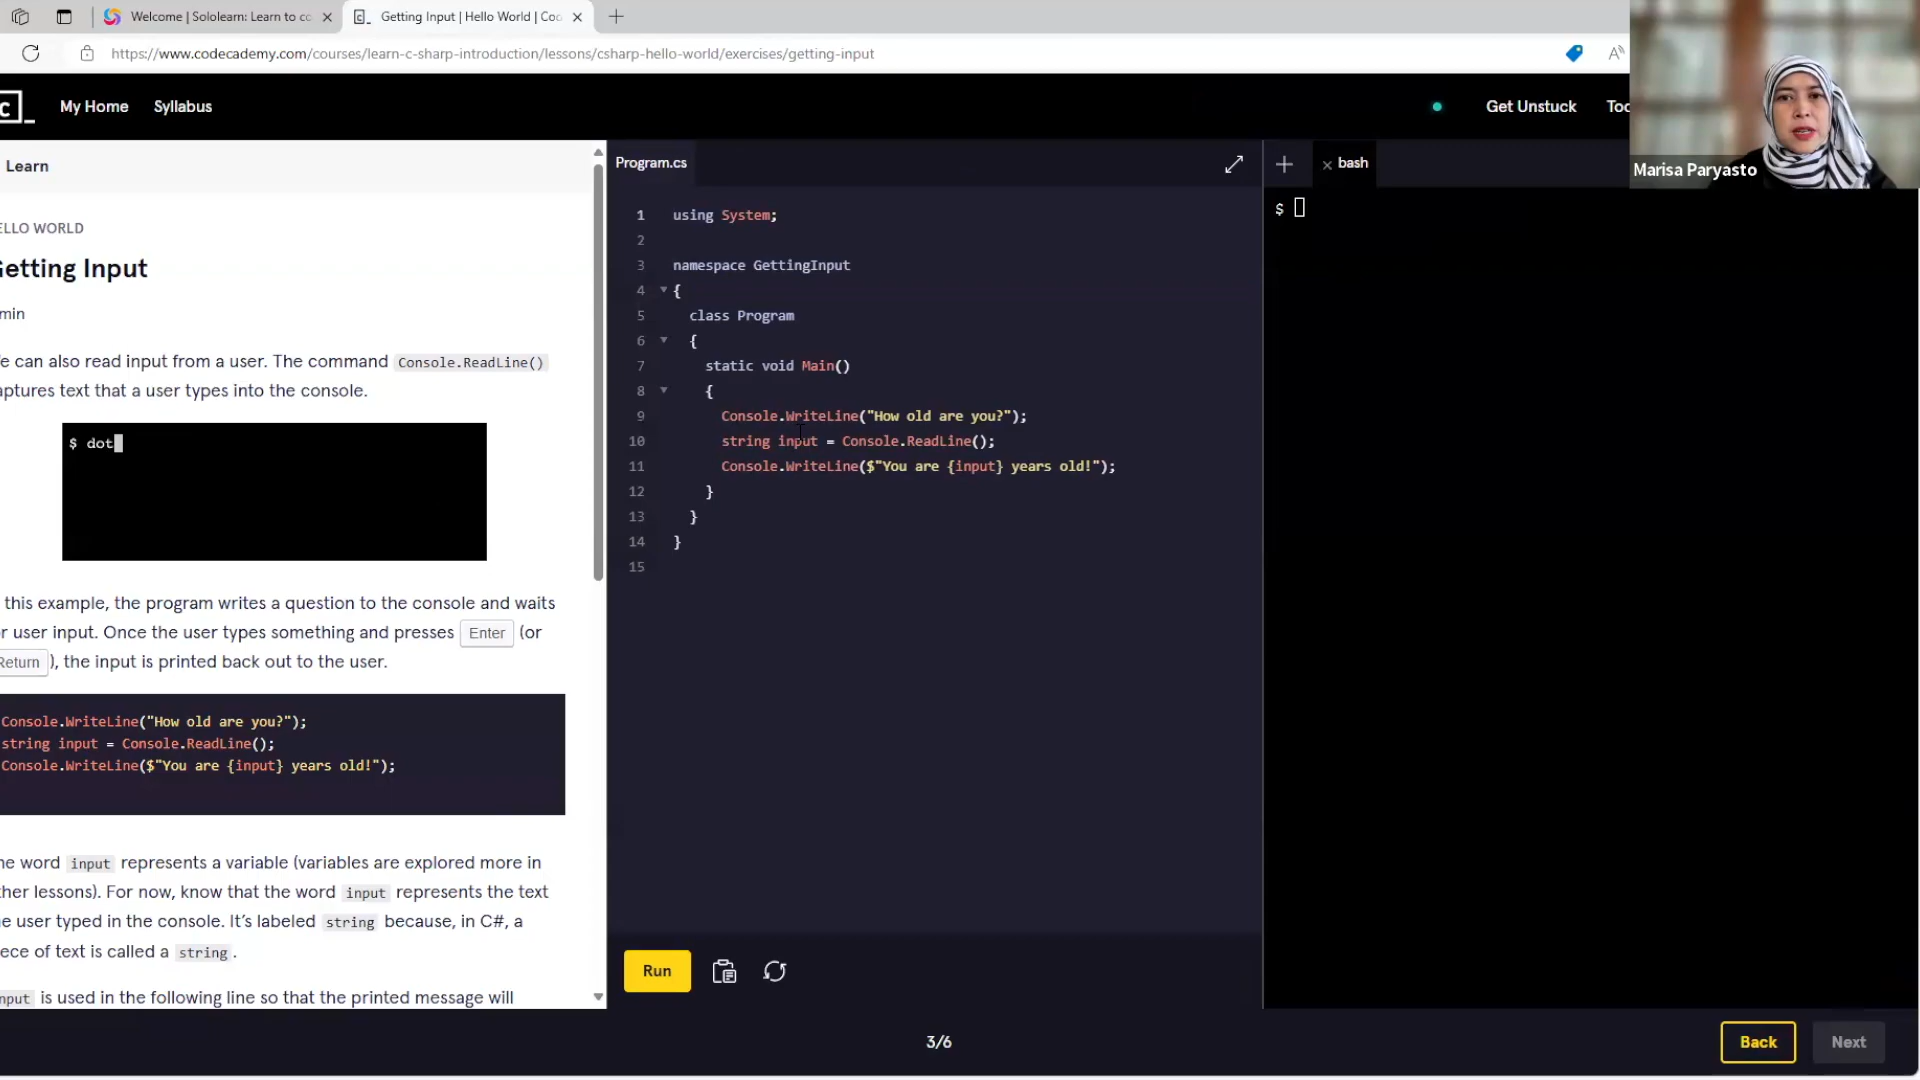 Welcome | Sololearn: Learn to co
Getting Input | Hello World | Cod
https://www.codecademy.com/courses/learn-c-sharp-introduction/lessons/csharp-hello-world/exercises/getting-input
My Home
Syllabus
Get Unstuck
Too
Marisa Paryasto
Learn
ELLO WORLD
Getting Input
min
e can also read input from a user. The command Console.ReadLine()
aptures text that a user types into the console.
$ dot
this example, the program writes a question to the console and waits
r user input. Once the user types something and presses Enter (or
Return), the input is printed back out to the user.
Console.WriteLine("How old are you?");
string input = Console.ReadLine();
Console.WriteLine($"You are {input} years old!");
he word input represents a variable (variables are explored more in
ther lessons). For now, know that the word input represents the text
e user typed in the console. It's labeled string because, in C#, a
ece of text is called a string.
nput is used in the following line so that the printed message will
Program.cs
1 using System;
2
3 namespace GettingInput
4 {
5 class Program
6 {
7 static void Main()
8 {
9 Console.WriteLine("How old are you?");
10 string input = Console.ReadLine();
11 Console.WriteLine($"You are {input} years old!");
12 }
13 }
14 }
15
Run
bash
$
3/6
Back
Next